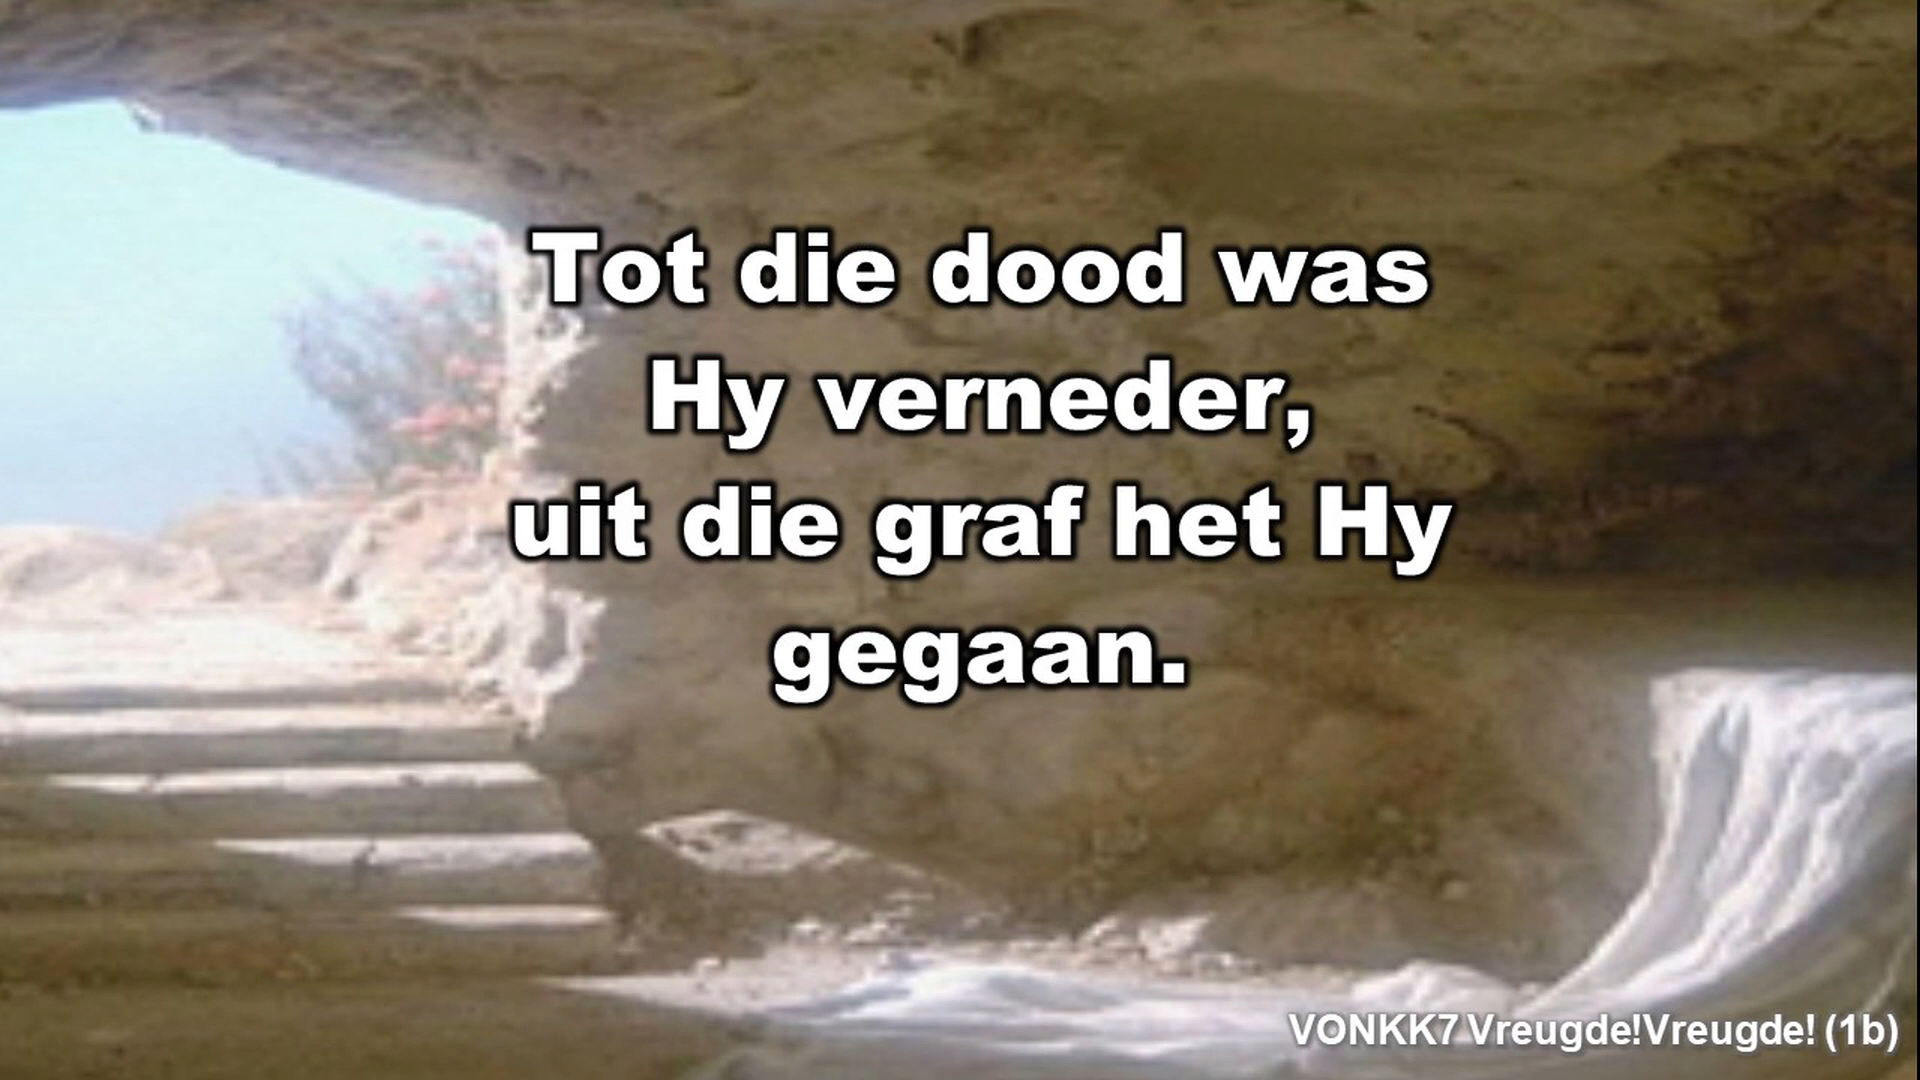 Tot die dood was
Hy verneder,
uit die graf het Hy
gegaan.
VONKK7 Vreugde!Vreugde! (1b)